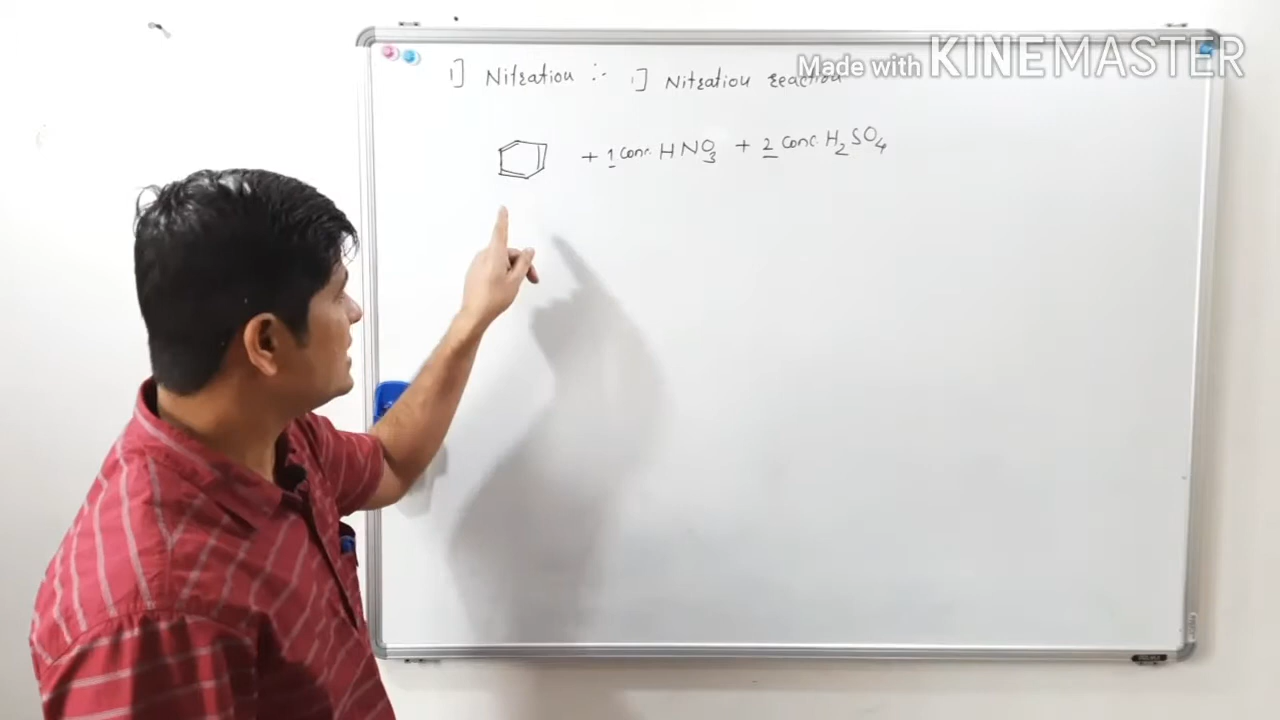 Made with KINEMASTER
1] Nitration :- 1] Nitration reaction
+ 1 conc. HNO3 + 2 conc. H2SO4